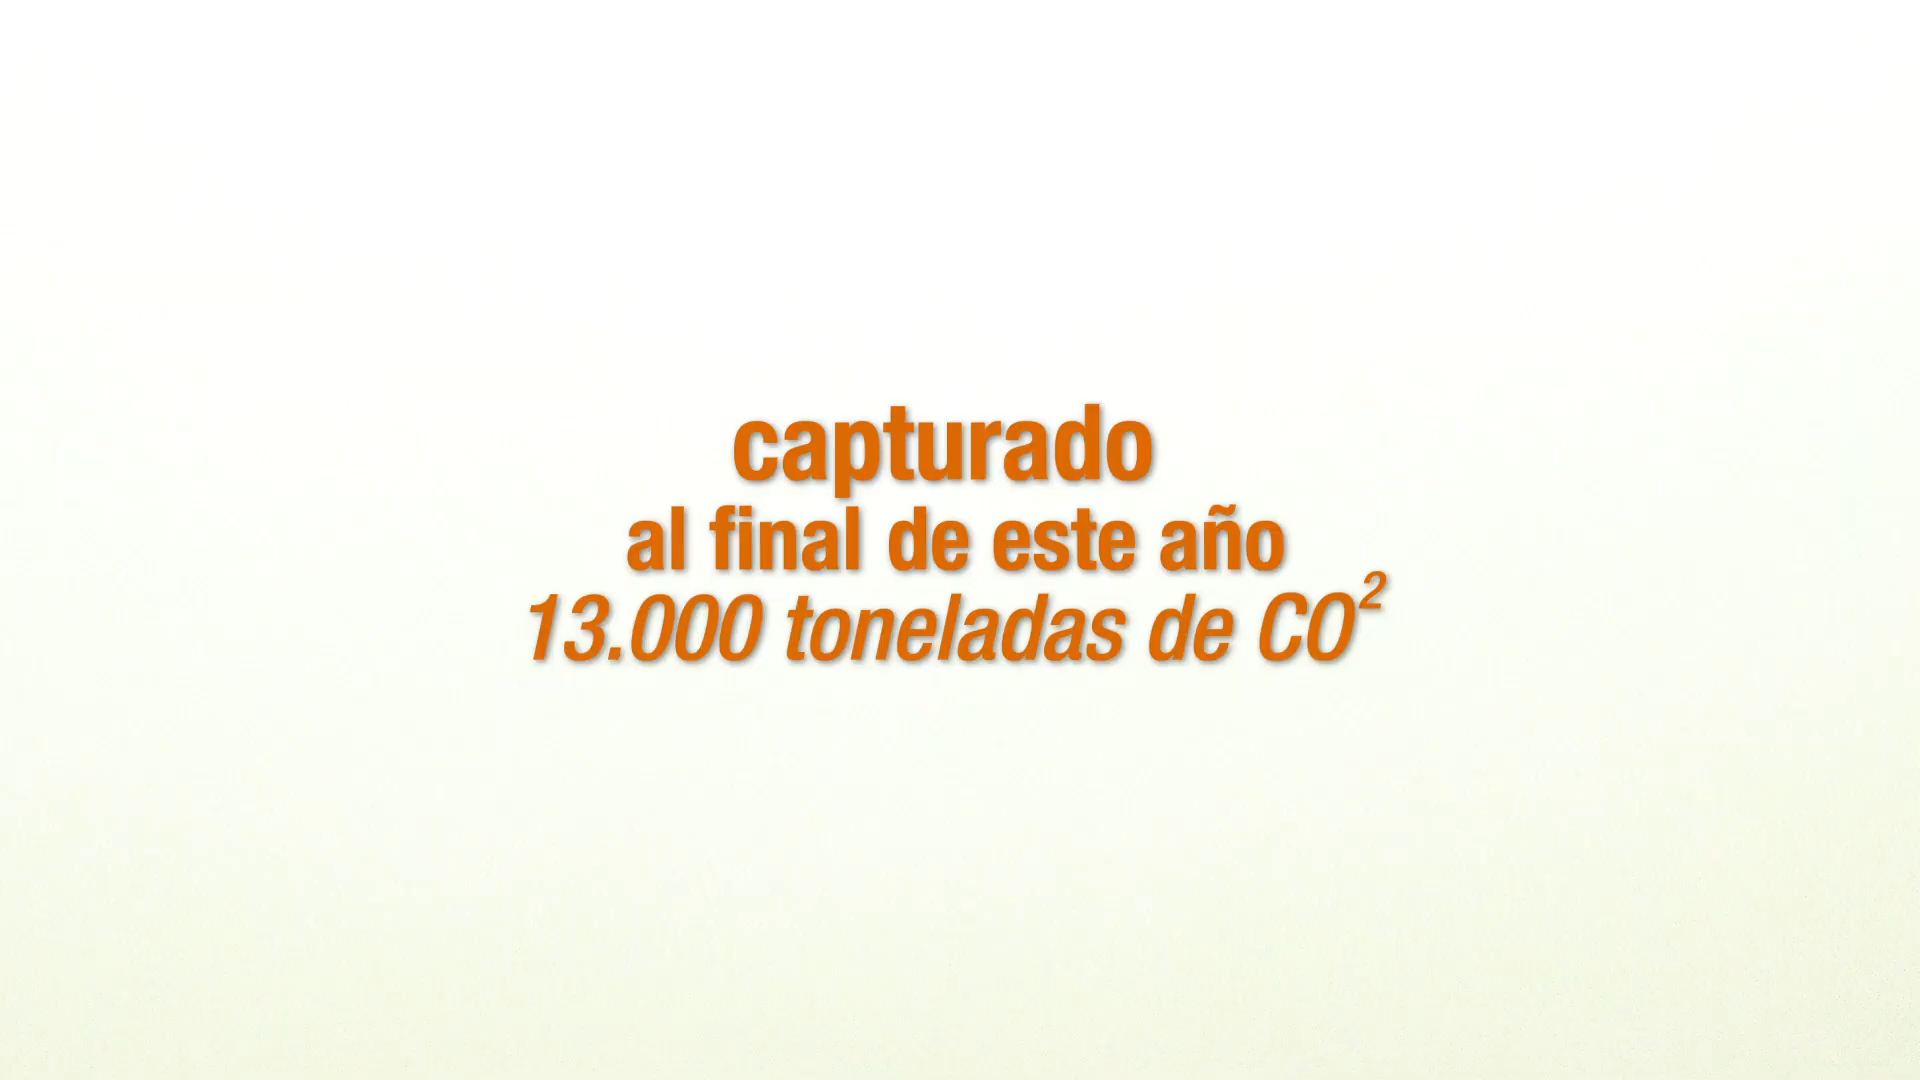 capturado
al final de este año
13.000 toneladas de CO²